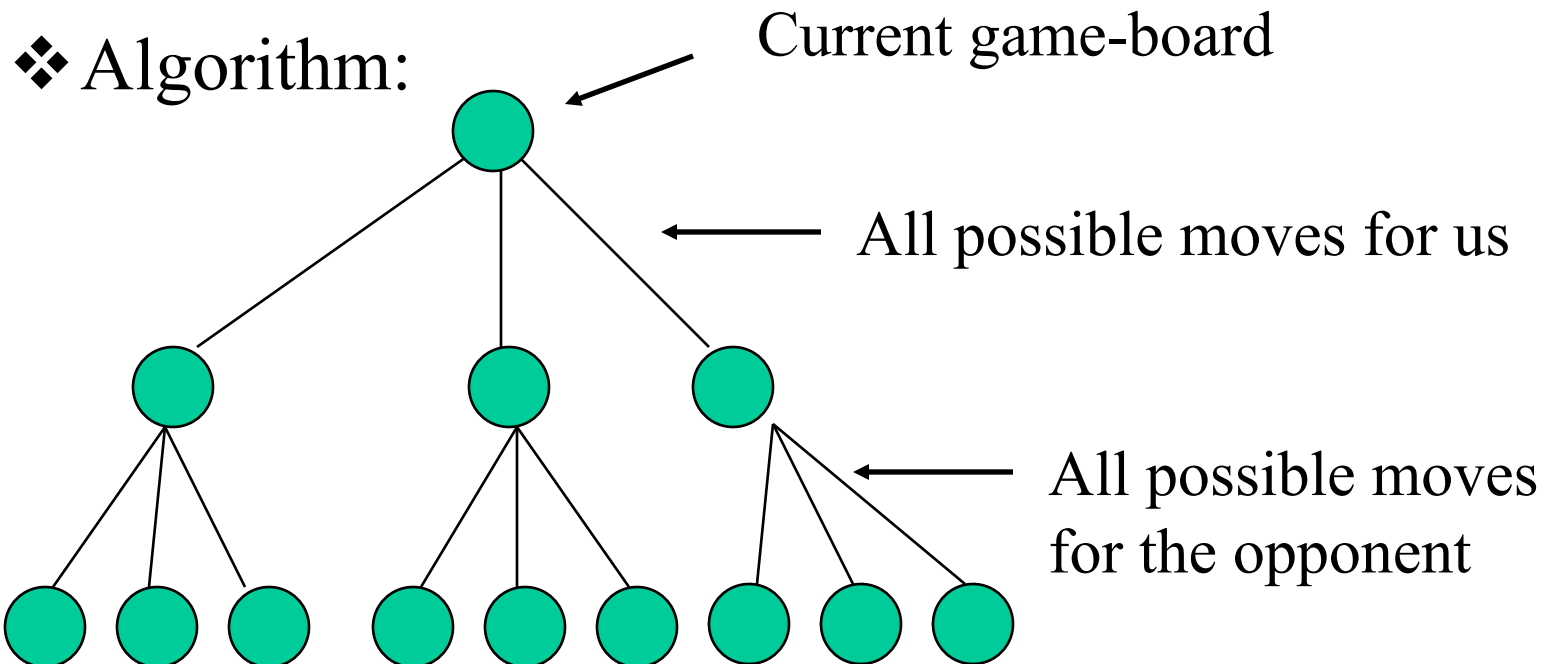 ❖ Algorithm:
Current game-board
All possible moves for us
All possible moves
for the opponent